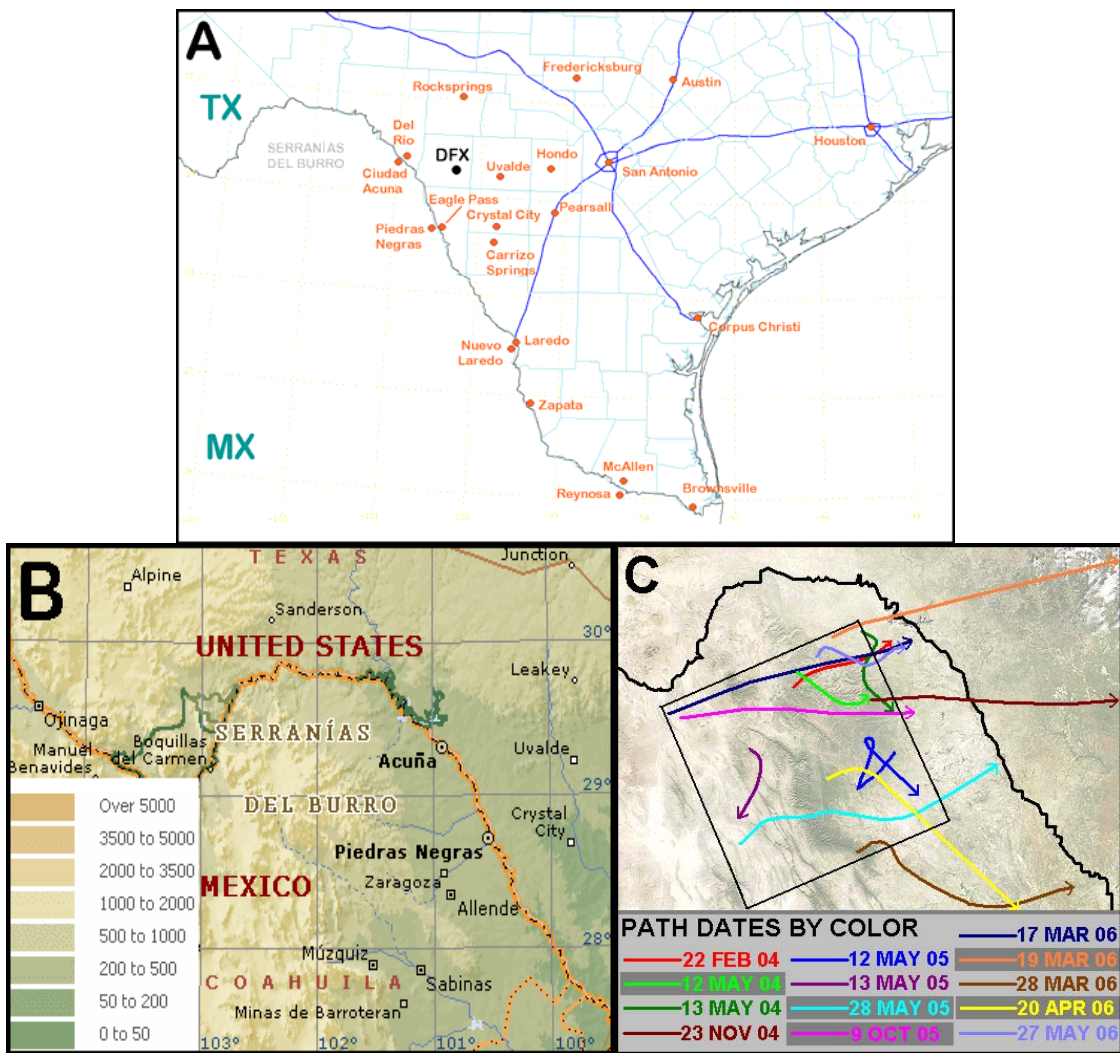 A
TX
MX
SERRANÍAS
DEL BURRO
Fredericksburg
Austin
Rocksprings
Houston
Del
Rio
DFX
Ciudad
Acuna
Uvalde
Hondo
San Antonio
Eagle Pass
Piedras
Negras
Crystal City
Pearsall
Carrizo
Springs
Nuevo
Laredo
Laredo
Corpus Christi
Zapata
McAllen
Reynosa
Brownsville
B
TEXAS
Junction
Alpine
Sanderson
UNITED STATES
30°
Leakey
Ojinaga
SERRANÍAS
Manuel
Benavides
Boquillas
del Carmen
Acuña
Uvalde
29°
DEL BURRO
Crystal
City
Piedras Negras
MEXICO
Zaragoza
Allende
28°
Múzquiz
COAHUILA
Sabinas
Minas de Barroteran
103°
102°
101°
100°
Over 5000
3500 to 5000
2000 to 3500
1000 to 2000
500 to 1000
200 to 500
50 to 200
0 to 50
C
PATH DATES BY COLOR
22 FEB 04
12 MAY 04
13 MAY 04
23 NOV 04
12 MAY 05
13 MAY 05
28 MAY 05
9 OCT 05
17 MAR 06
19 MAR 06
28 MAR 06
20 APR 06
27 MAY 06